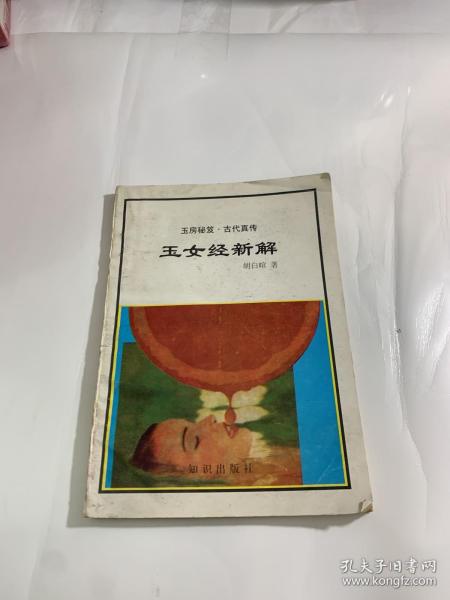 玉房秘笈·古代真传
玉女经新解
胡白暄 著
知识出版社
孔夫子旧书网
www.kongfz.com